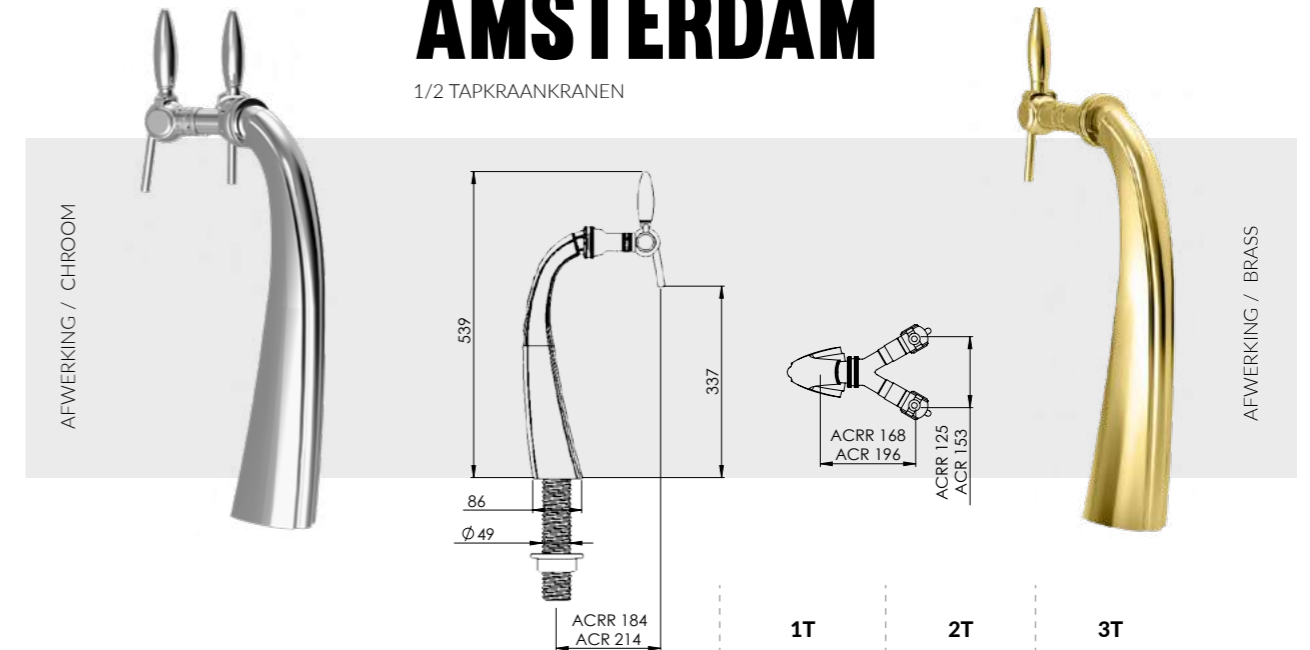 AMSTERDAM
1/2 TAPKRAANKRANEN
AFWERKING / CHROOM
539
337
86
Ø 49
ACRR 184
ACR 214
ACRR 168
ACR 196
ACRR 125
ACR 153
AFWERKING / BRASS
1T 2T 3T